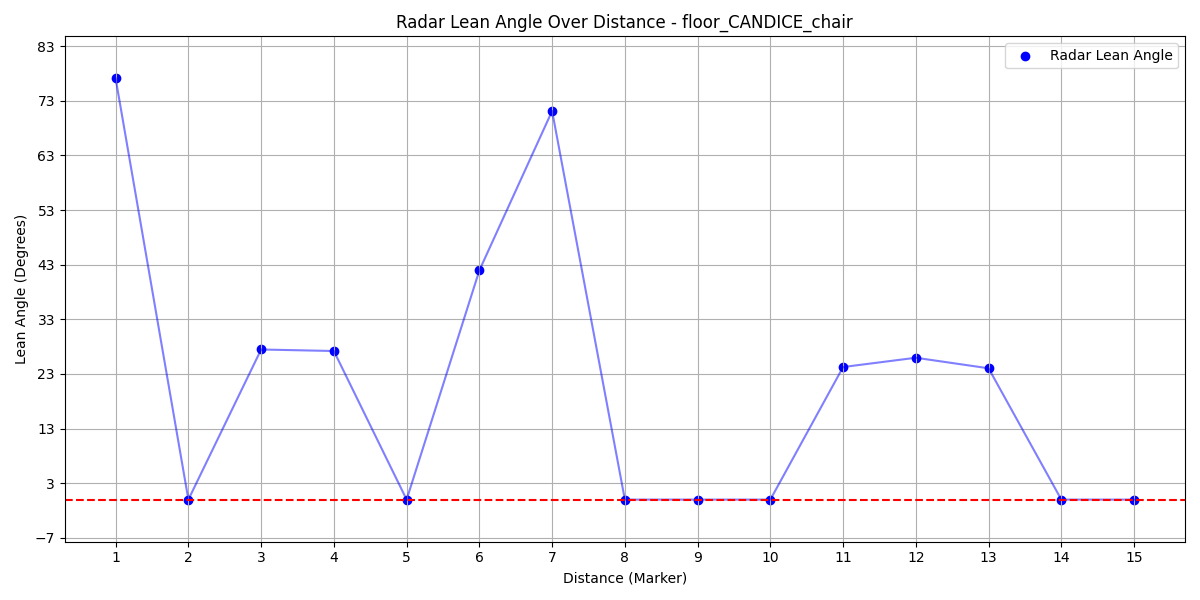 Radar Lean Angle Over Distance - floor_CANDICE_chair
Radar Lean Angle
Lean Angle (Degrees)
83
73
63
53
43
33
23
13
3
−7
1 2 3 4 5 6 7 8 9 10 11 12 13 14 15
Distance (Marker)